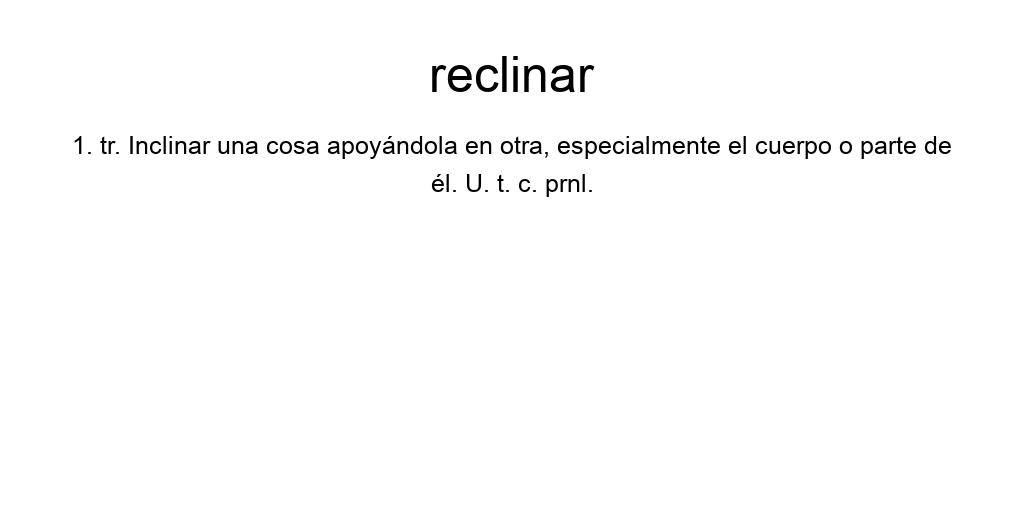 reclinar
1. tr. Inclinar una cosa apoyándola en otra, especialmente el cuerpo o parte de
él. U. t. c. prnl.